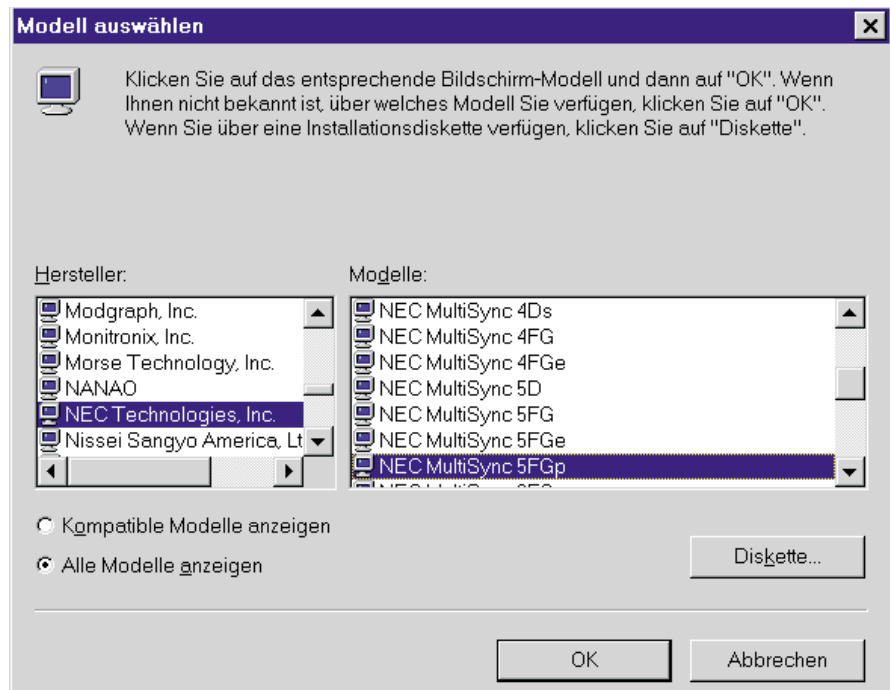 Modell auswählen
Klicken Sie auf das entsprechende Bildschirm-Modell und dann auf "OK". Wenn
Ihnen nicht bekannt ist, über welches Modell Sie verfügen, klicken Sie auf "OK".
Wenn Sie über eine Installationsdiskette verfügen, klicken Sie auf "Diskette".
Hersteller:
Modgraph, Inc.
Monitronix, Inc.
Morse Technology, Inc.
NANAO
NEC Technologies, Inc.
Nissei Sangyo America, Lt
Modelle:
NEC MultiSync 4Ds
NEC MultiSync 4FG
NEC MultiSync 4FGe
NEC MultiSync 5D
NEC MultiSync 5FG
NEC MultiSync 5FGe
NEC MultiSync 5FGp
Kompatible Modelle anzeigen
Alle Modelle anzeigen
Diskette...
OK
Abbrechen